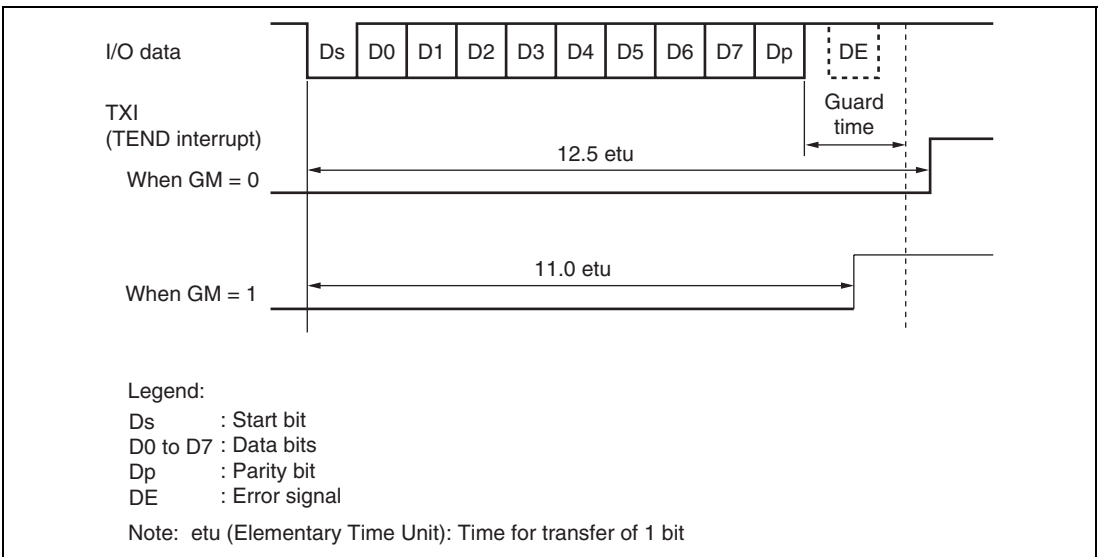 I/O data Ds D0 D1 D2 D3 D4 D5 D6 D7 Dp DE
TXI
(TEND interrupt)
Guard
time
12.5 etu
When GM = 0
11.0 etu
When GM = 1
Legend:
Ds : Start bit
D0 to D7 : Data bits
Dp : Parity bit
DE : Error signal
Note: etu (Elementary Time Unit): Time for transfer of 1 bit